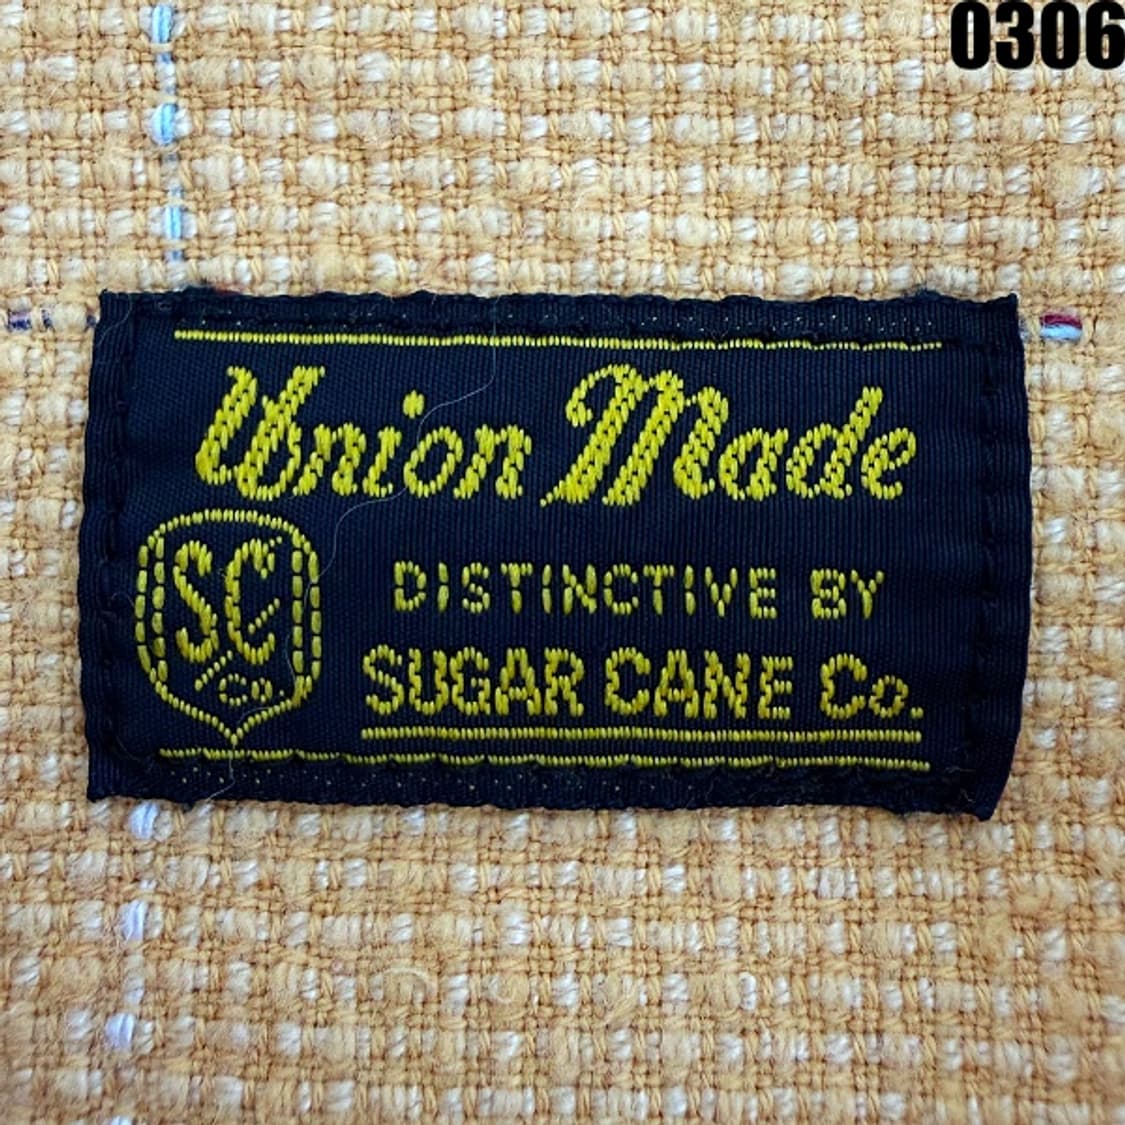 0306
Union Made
SC
Co.
DISTINCTIVE BY
SUGAR CANE Co.